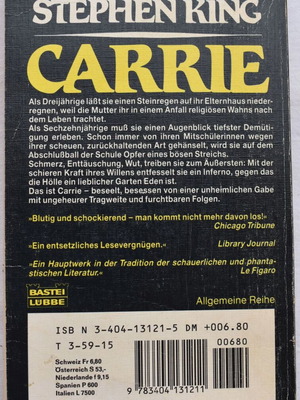 STEPHEN KING
CARRIE
Als Dreijährige läßt sie einen Steinregen auf ihr Elternhaus nieder-
regnen, weil die Mutter ihr in einem Anfall religiösen Wahns nach
dem Leben trachtet.
Als Sechzehnjährige muß sie einen Augenblick tiefster Demüti-
gung erleben. Schon immer von ihren Mitschülerinnen wegen
ihrer scheuen, zurückhaltenden Art gehänselt, wird sie auf dem
Abschlußball der Schule Opfer eines bösen Streichs.
Schmerz, Enttäuschung, Wut, treiben sie zum Äußersten: Mit der
schieren Kraft ihres Willens entfesselt sie ein Inferno, gegen das
die Hölle ein lieblicher Garten Eden ist.
Das ist Carrie – beseelt, besessen von einer unheimlichen Gabe
mit ungeheurer Tragweite und furchtbaren Folgen.
»Blutig und schockierend – man kommt nicht mehr davon los!«
Chicago Tribune
»Ein entsetzliches Lesevergnügen.« Library Journal
»Ein Hauptwerk in der Tradition der schauerlichen und phanta-
stischen Literatur.« Le Figaro
BASTEI
LÜBBE
Allgemeine Reihe
ISB N 3-404-13121-5 DM +006.80
T 3-59-15 00680
Schweiz Fr 6,80
Österreich S 53,-
Niederlande f 9,15
Spanien P 600
Italien L 7500
9 783404 131211